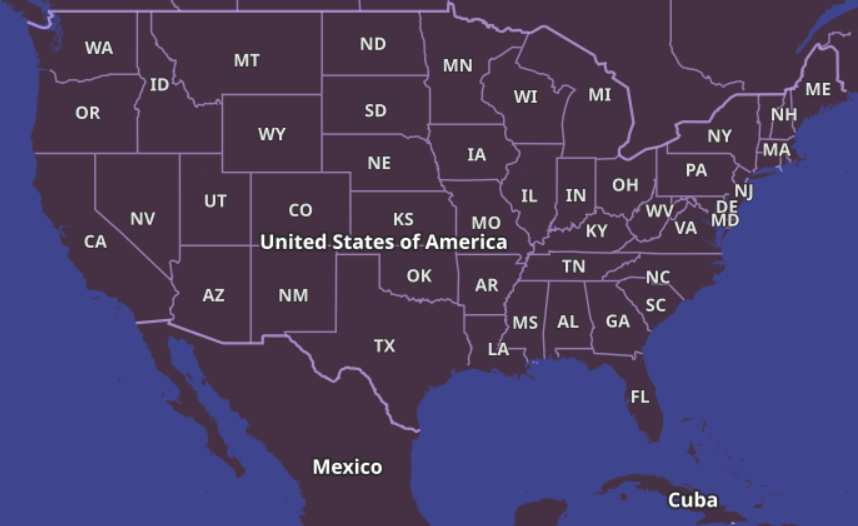 WA
MT
ND
MN
ID
OR
SD
WI
MI
ME
WY
NH
NY
MA
NE
IA
PA
UT
CO
IL
IN
OH
NJ
NV
KS
MO
KY
WV
VA
DE
MD
CA
United States of America
AZ
NM
OK
AR
TN
NC
SC
MS
AL
GA
TX
LA
FL
Mexico
Cuba